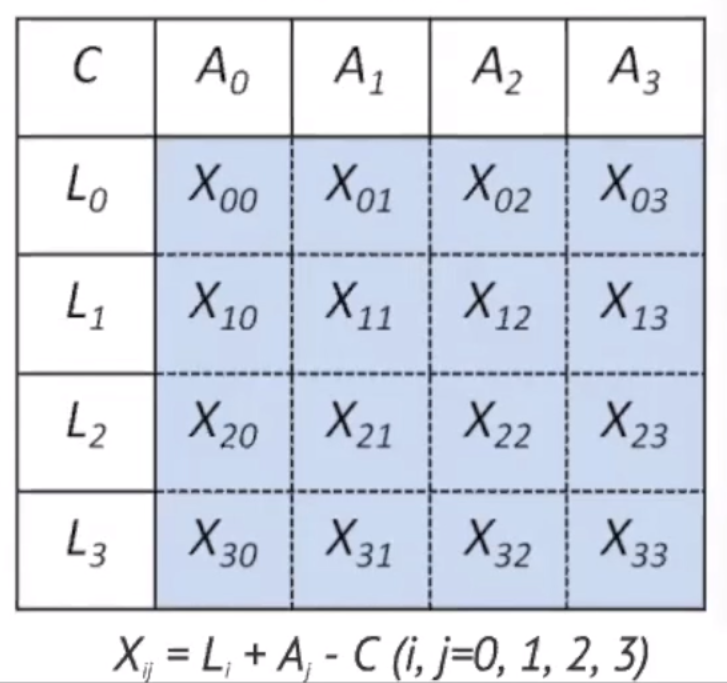 C A₀ A₁ A₂ A₃
L₀ X₀₀ X₀₁ X₀₂ X₀₃
L₁ X₁₀ X₁₁ X₁₂ X₁₃
L₂ X₂₀ X₂₁ X₂₂ X₂₃
L₃ X₃₀ X₃₁ X₃₂ X₃₃
Xᵢⱼ = Lᵢ + Aⱼ - C (i, j=0, 1, 2, 3)